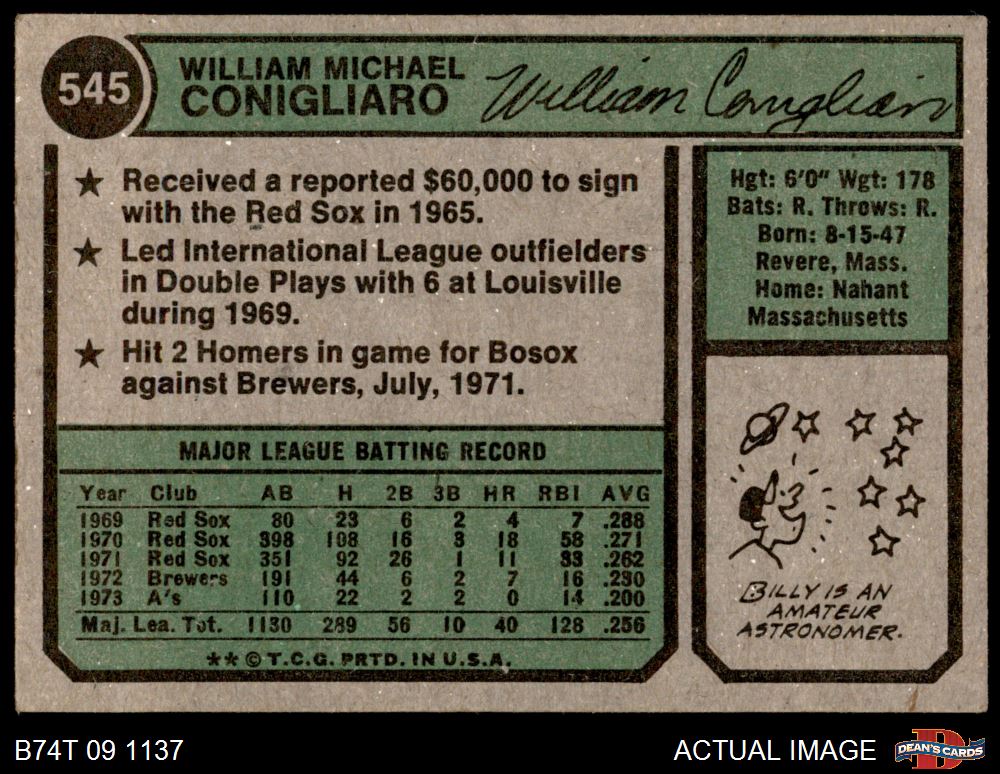 545
WILLIAM MICHAEL
CONIGLIARO
William Conigliaro
★ Received a reported $60,000 to sign
with the Red Sox in 1965.
★ Led International League outfielders
in Double Plays with 6 at Louisville
during 1969.
★ Hit 2 Homers in game for Bosox
against Brewers, July, 1971.
Hgt: 6'0" Wgt: 178
Bats: R. Throws: R.
Born: 8-15-47
Revere, Mass.
Home: Nahant
Massachusetts
MAJOR LEAGUE BATTING RECORD
Year Club AB H 2B 3B HR RBI AVG
1969 Red Sox 80 23 6 2 4 7 .288
1970 Red Sox 398 108 16 3 18 58 .271
1971 Red Sox 351 92 26 1 11 33 .262
1972 Brewers 191 44 6 2 7 16 .230
1973 A's 110 22 2 2 0 14 .200
Maj. Lea. Tot. 1130 289 56 10 40 128 .256
** © T.C.G. PRTD. IN U.S.A.
BILLY IS AN
AMATEUR
ASTRONOMER.
B74T 09 1137
ACTUAL IMAGE
D
DEAN'S CARDS